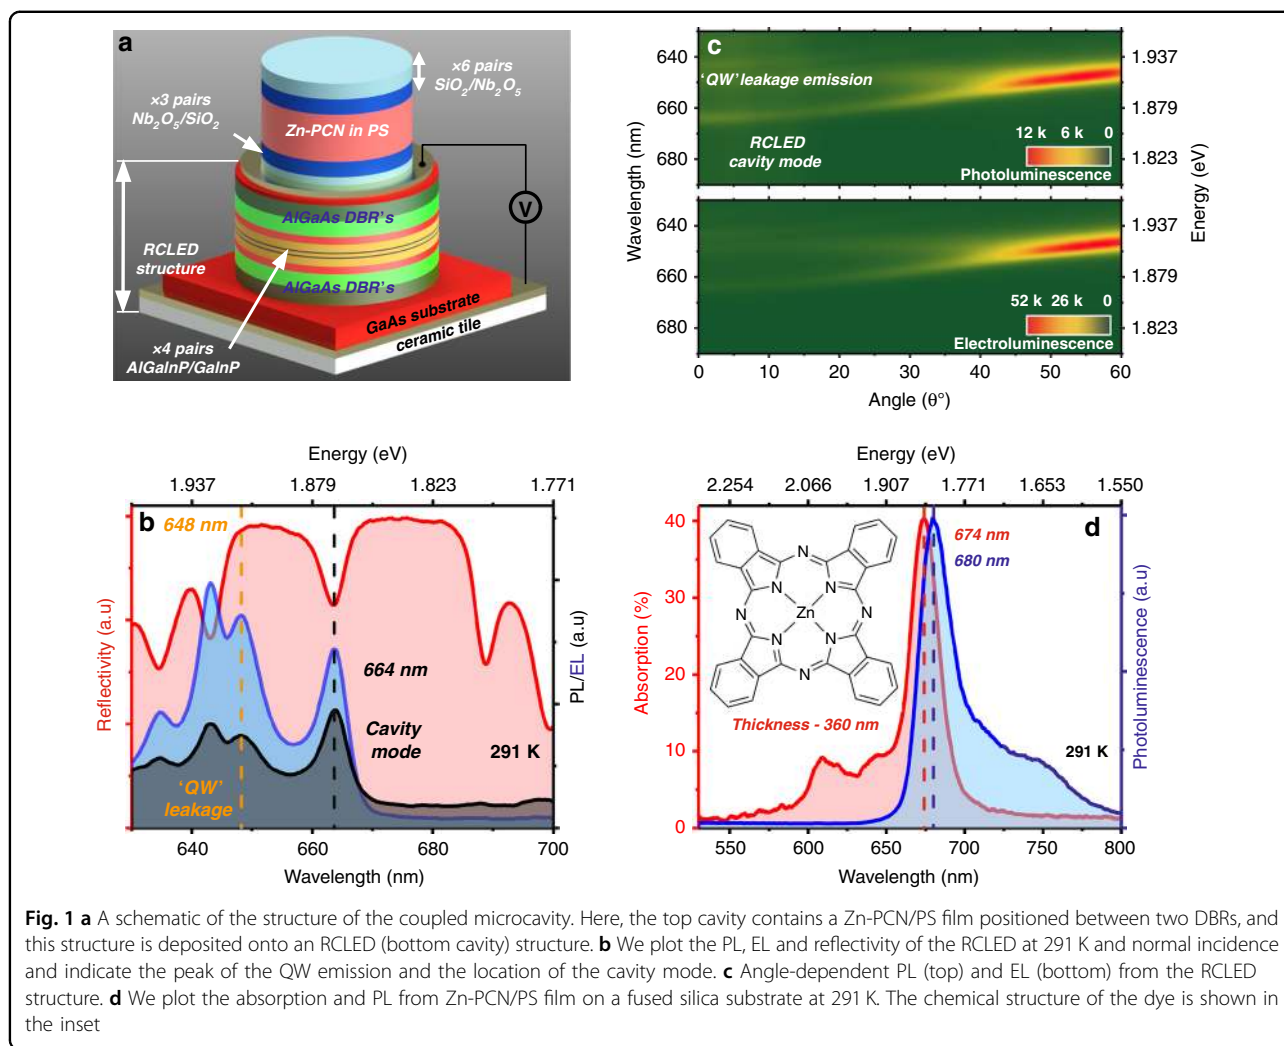 a
×6 pairs
SiO₂/Nb₂O₅
×3 pairs
Nb₂O₅/SiO₂
Zn-PCN in PS
AlGaAs DBR's
V
RCLED
structure
AlGaAs DBR's
GaAs substrate
ceramic tile
×4 pairs
AlGaInP/GaInP
c
'QW' leakage emission
RCLED
cavity mode
12 k 6 k 0
Photoluminescence
640
660
680
1.937
1.879
1.823
Wavelength (nm)
Energy (eV)
52 k 26 k 0
Electroluminescence
640
660
680
1.937
1.879
1.823
0 10 20 30 40 50 60
Angle (θ°)
Energy (eV)
1.937 1.879 1.823 1.771
b
648 nm
664 nm
Cavity
mode
291 K
'QW'
leakage
Reflectivity (a.u)
PL/EL (a.u)
640 660 680 700
Wavelength (nm)
Energy (eV)
2.254 2.066 1.907 1.771 1.653 1.550
d
674 nm
680 nm
N
N
N
N
Zn
N
N
N
N
Thickness - 360 nm
291 K
40
30
20
10
0
Absorption (%)
Photoluminescence (a.u)
550 600 650 700 750 800
Wavelength (nm)
Fig. 1 a A schematic of the structure of the coupled microcavity. Here, the top cavity contains a Zn-PCN/PS film positioned between two DBRs, and
this structure is deposited onto an RCLED (bottom cavity) structure. b We plot the PL, EL and reflectivity of the RCLED at 291 K and normal incidence
and indicate the peak of the QW emission and the location of the cavity mode. c Angle-dependent PL (top) and EL (bottom) from the RCLED
structure. d We plot the absorption and PL from Zn-PCN/PS film on a fused silica substrate at 291 K. The chemical structure of the dye is shown in
the inset